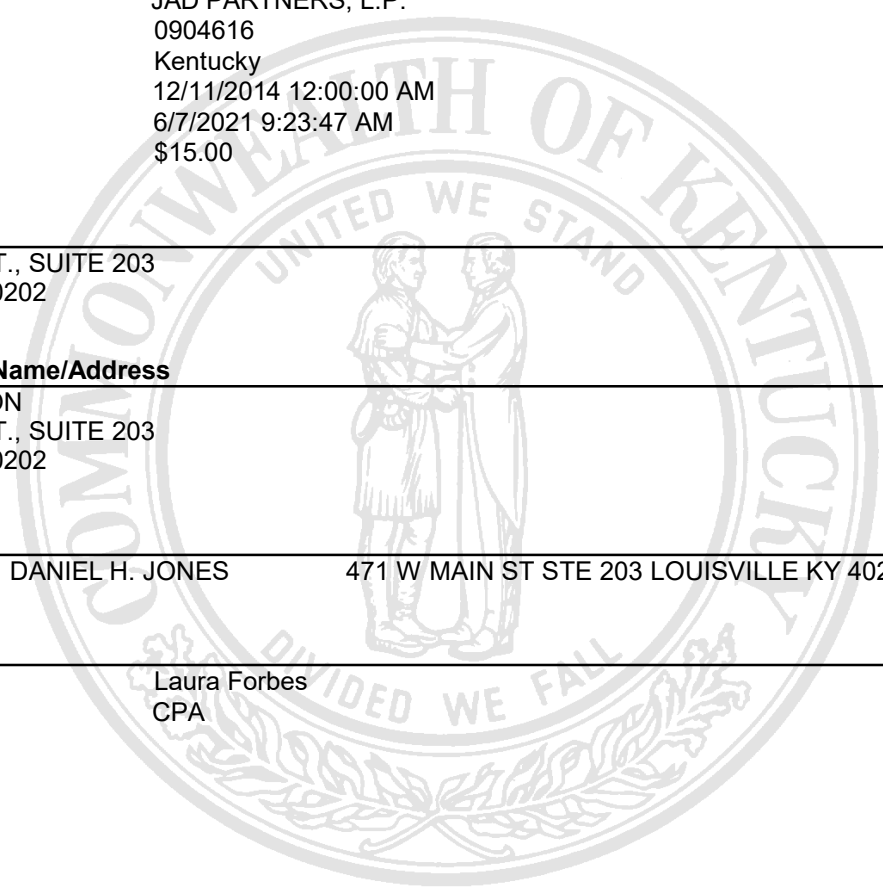 JAD PARTNERS, L.P.
0904616
Kentucky
12/11/2014 12:00:00 AM
6/7/2021 9:23:47 AM
$15.00
COMMONWEALTH OF KENTUCKY
UNITED WE STAND
T., SUITE 203
0202
Name/Address
ON
T., SUITE 203
0202
DANIEL H. JONES 471 W MAIN ST STE 203 LOUISVILLE KY 402
DIVIDED WE FALL
Laura Forbes
CPA